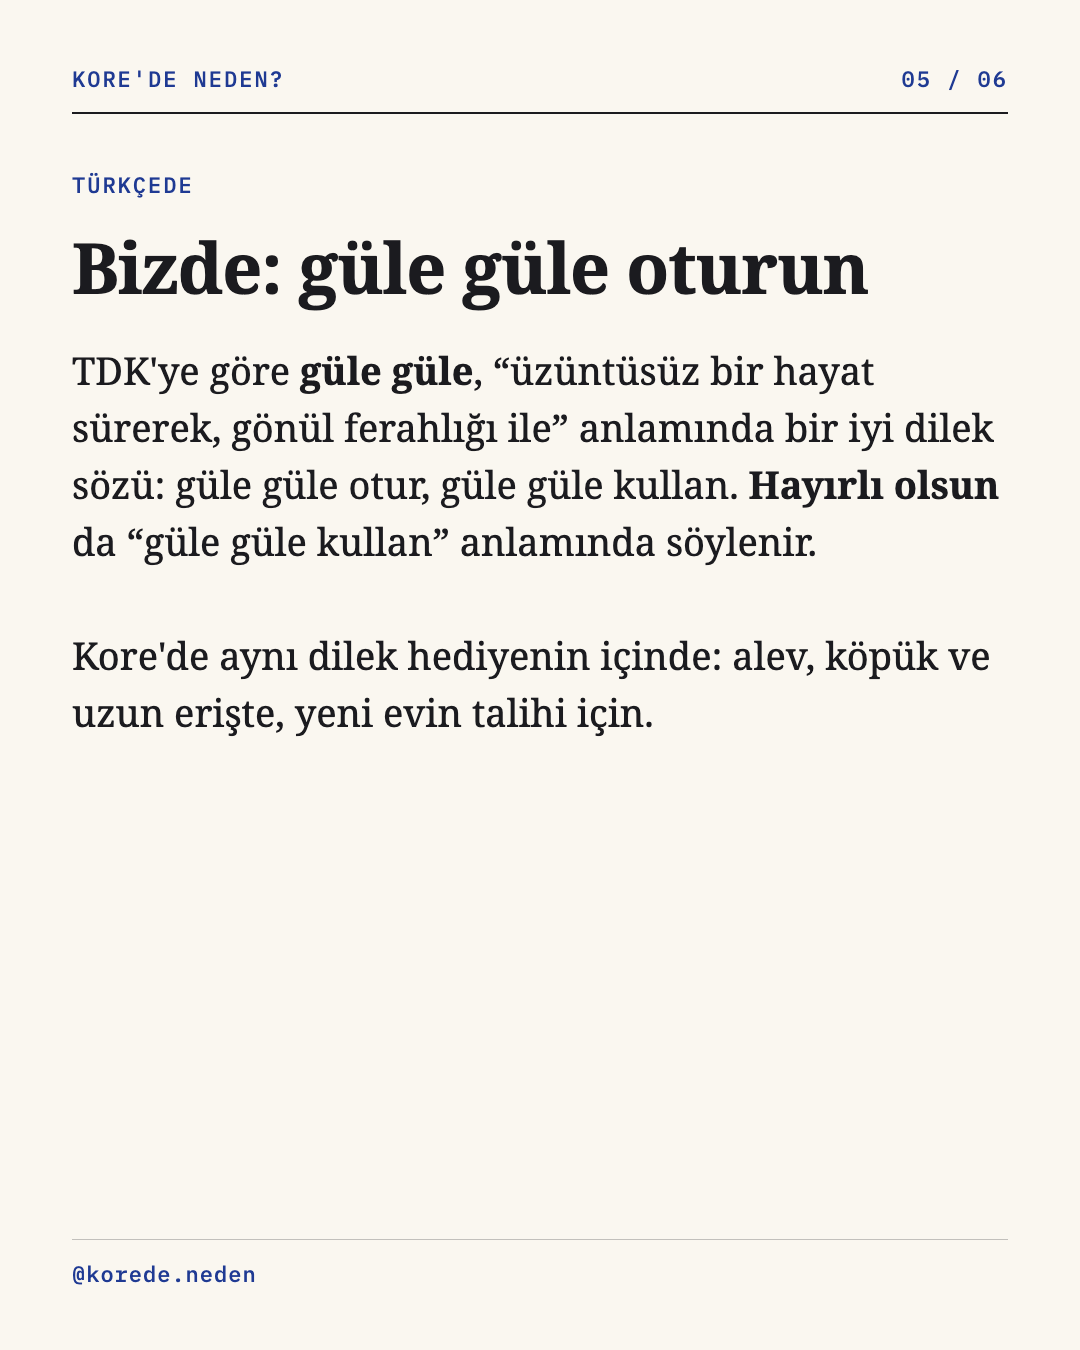 KORE'DE NEDEN?
05 / 06
TÜRKÇEDE
Bizde: güle güle oturun
TDK'ye göre güle güle, “üzüntüsüz bir hayat
sürerek, gönül ferahlığı ile” anlamında bir iyi dilek
sözü: güle güle otur, güle güle kullan. Hayırlı olsun
da “güle güle kullan” anlamında söylenir.
Kore'de aynı dilek hediyenin içinde: alev, köpük ve
uzun erişte, yeni evin talihi için.
@korede.neden